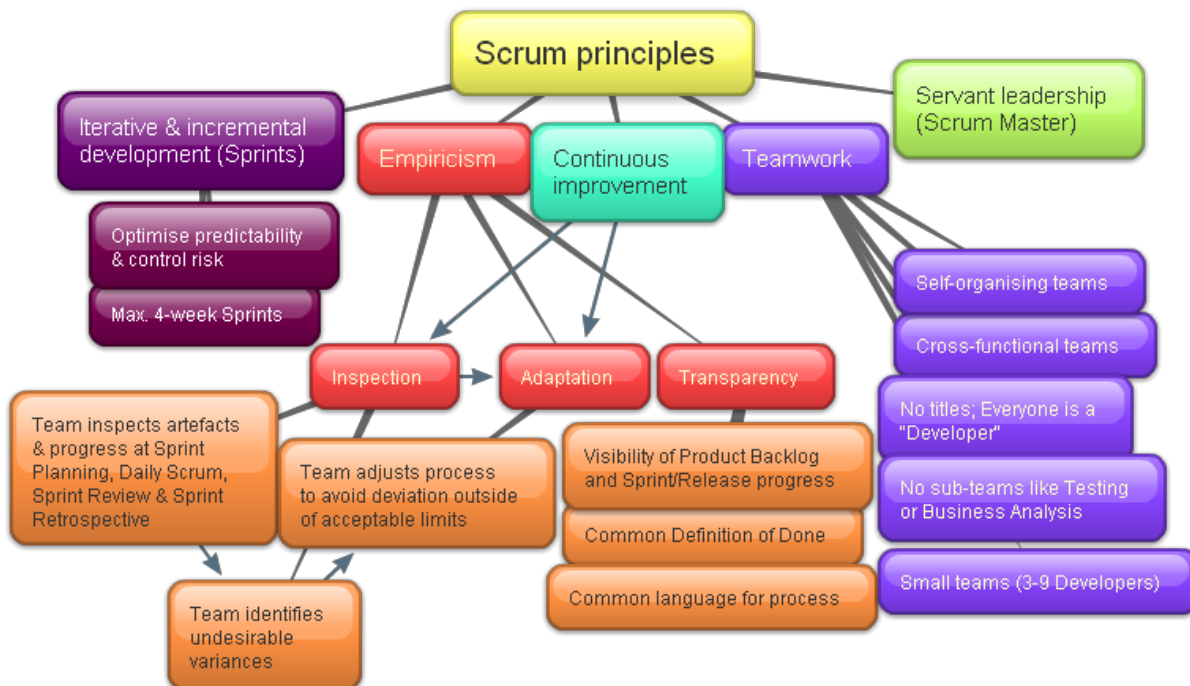 Scrum principles
Iterative & incremental
development (Sprints)
Empiricism
Continuous
improvement
Teamwork
Servant leadership
(Scrum Master)
Optimise predictability
& control risk
Max. 4-week Sprints
Self-organising teams
Cross-functional teams
No titles; Everyone is a
"Developer"
No sub-teams like Testing
or Business Analysis
Small teams (3-9 Developers)
Inspection
Adaptation
Transparency
Team inspects artefacts
& progress at Sprint
Planning, Daily Scrum,
Sprint Review & Sprint
Retrospective
Team adjusts process
to avoid deviation outside
of acceptable limits
Visibility of Product Backlog
and Sprint/Release progress
Common Definition of Done
Common language for process
Team identifies
undesirable
variances